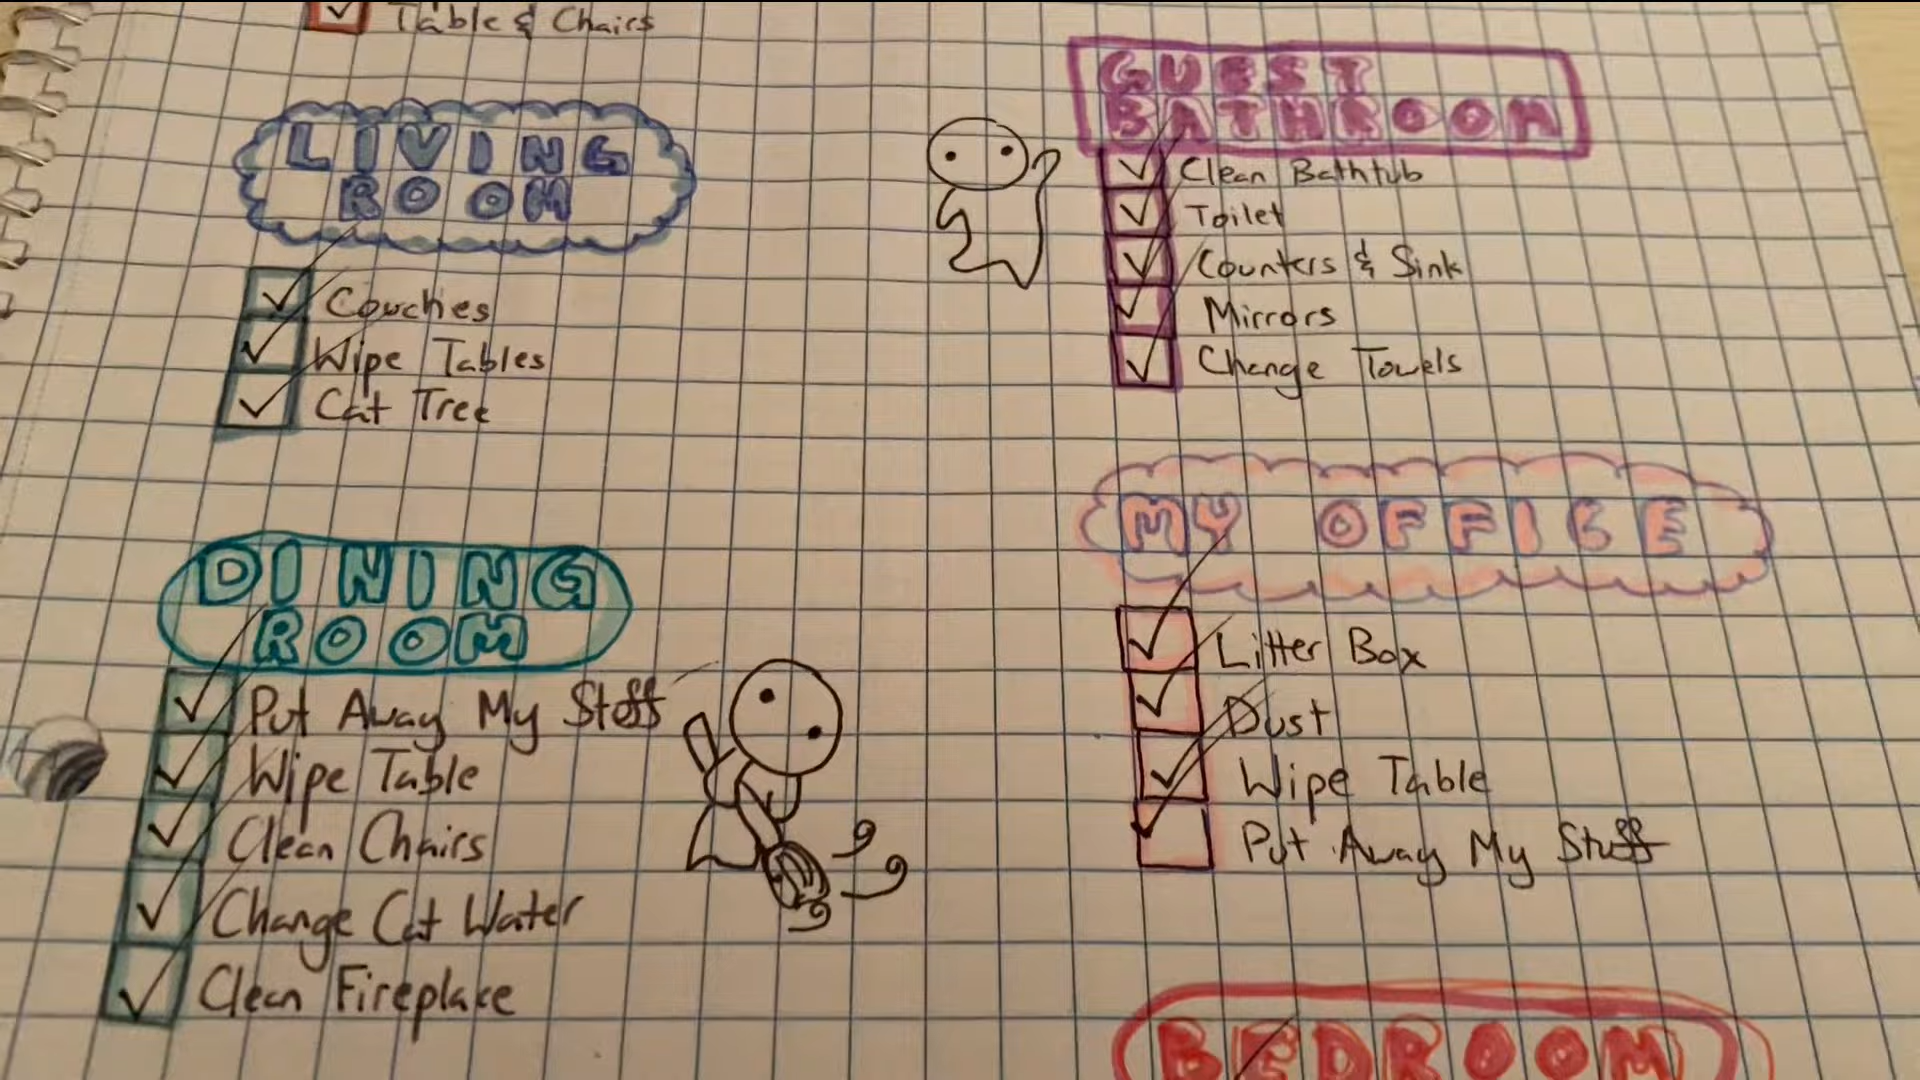 Table & Chairs
LIVING
ROOM
Couches
Wipe Tables
Cat Tree
DINING
ROOM
Put Away My Stuff
Wipe Table
Clean Chairs
Change Cat Water
Clean Fireplace
GUEST
BATHROOM
Clean Bathtub
Toilet
Counters & Sink
Mirrors
Change Towels
MY OFFICE
Litter Box
Dust
Wipe Table
Put Away My Stuff
BEDROOM